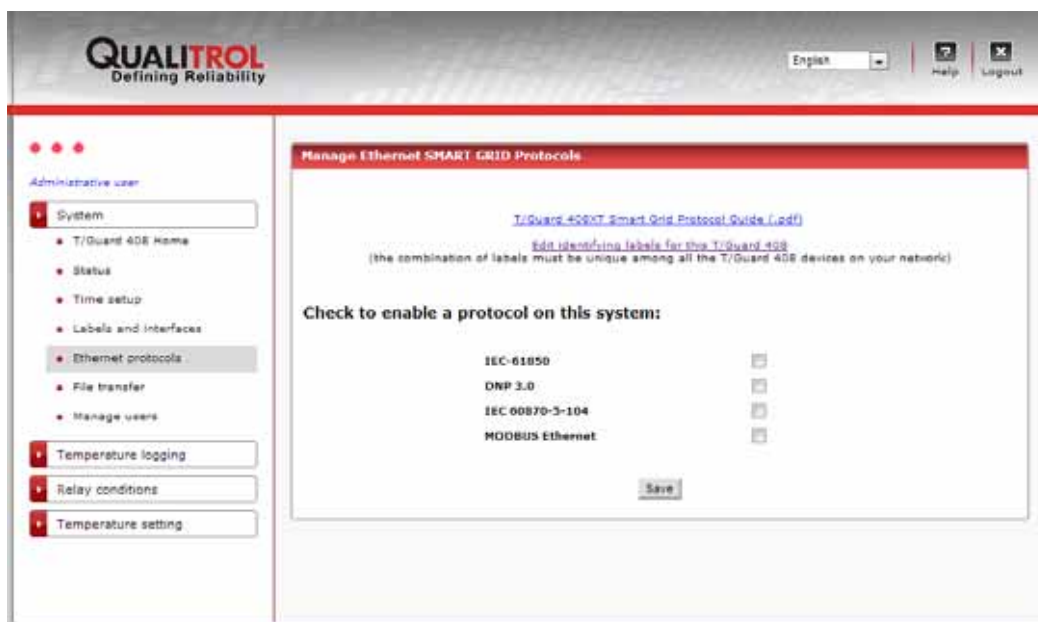 QUALITROL
Defining Reliability
English
Help
Logout
Administrative user
System
T/Guard 408 Home
Status
Time setup
Labels and interfaces
Ethernet protocols
File transfer
Manage users
Temperature logging
Relay conditions
Temperature setting
Manage Ethernet SMART GRID Protocols
T/Guard 408XT Smart Grid Protocol Guide (.pdf)
Edit identifying labels for this T/Guard 408
(the combination of labels must be unique among all the T/Guard 408 devices on your network)
Check to enable a protocol on this system:
IEC-61850
DNP 3.0
IEC 60870-5-104
MODBUS Ethernet
Save